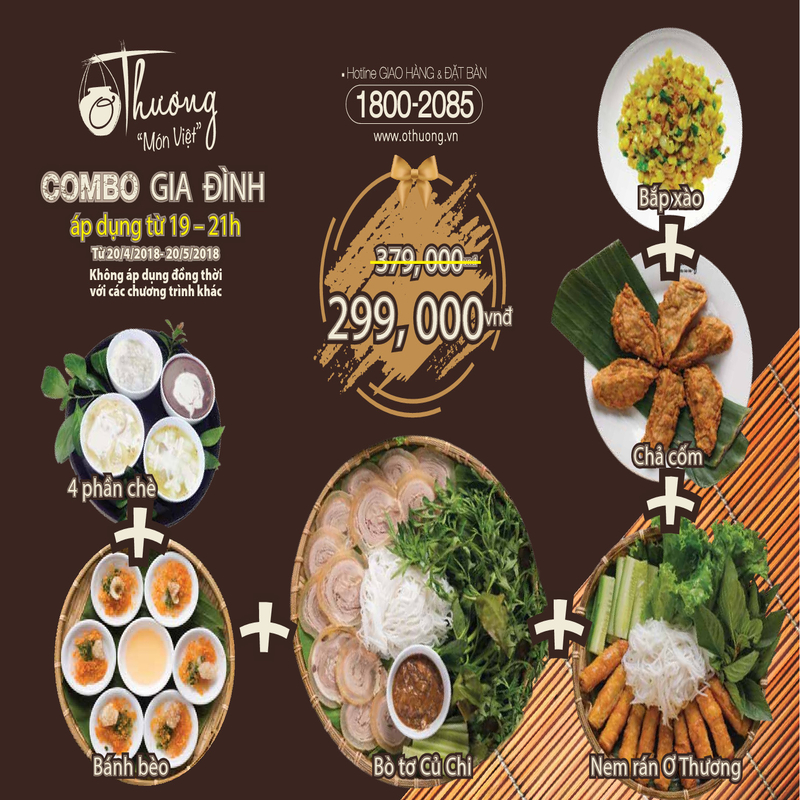 Ơ Thương
"Món Việt"
COMBO GIA ĐÌNH
áp dụng từ 19 – 21h
Từ 20/4/2018- 20/5/2018
Không áp dụng đồng thời
với các chương trình khác
• Hotline GIAO HÀNG & ĐẶT BÀN
1800-2085
www.othuong.vn
379, 000vnđ
299, 000vnđ
Bắp xào
+
Chả cốm
+
4 phần chè
+
Bánh bèo
+
Bò tơ Củ Chi
+
Nem rán Ơ Thương